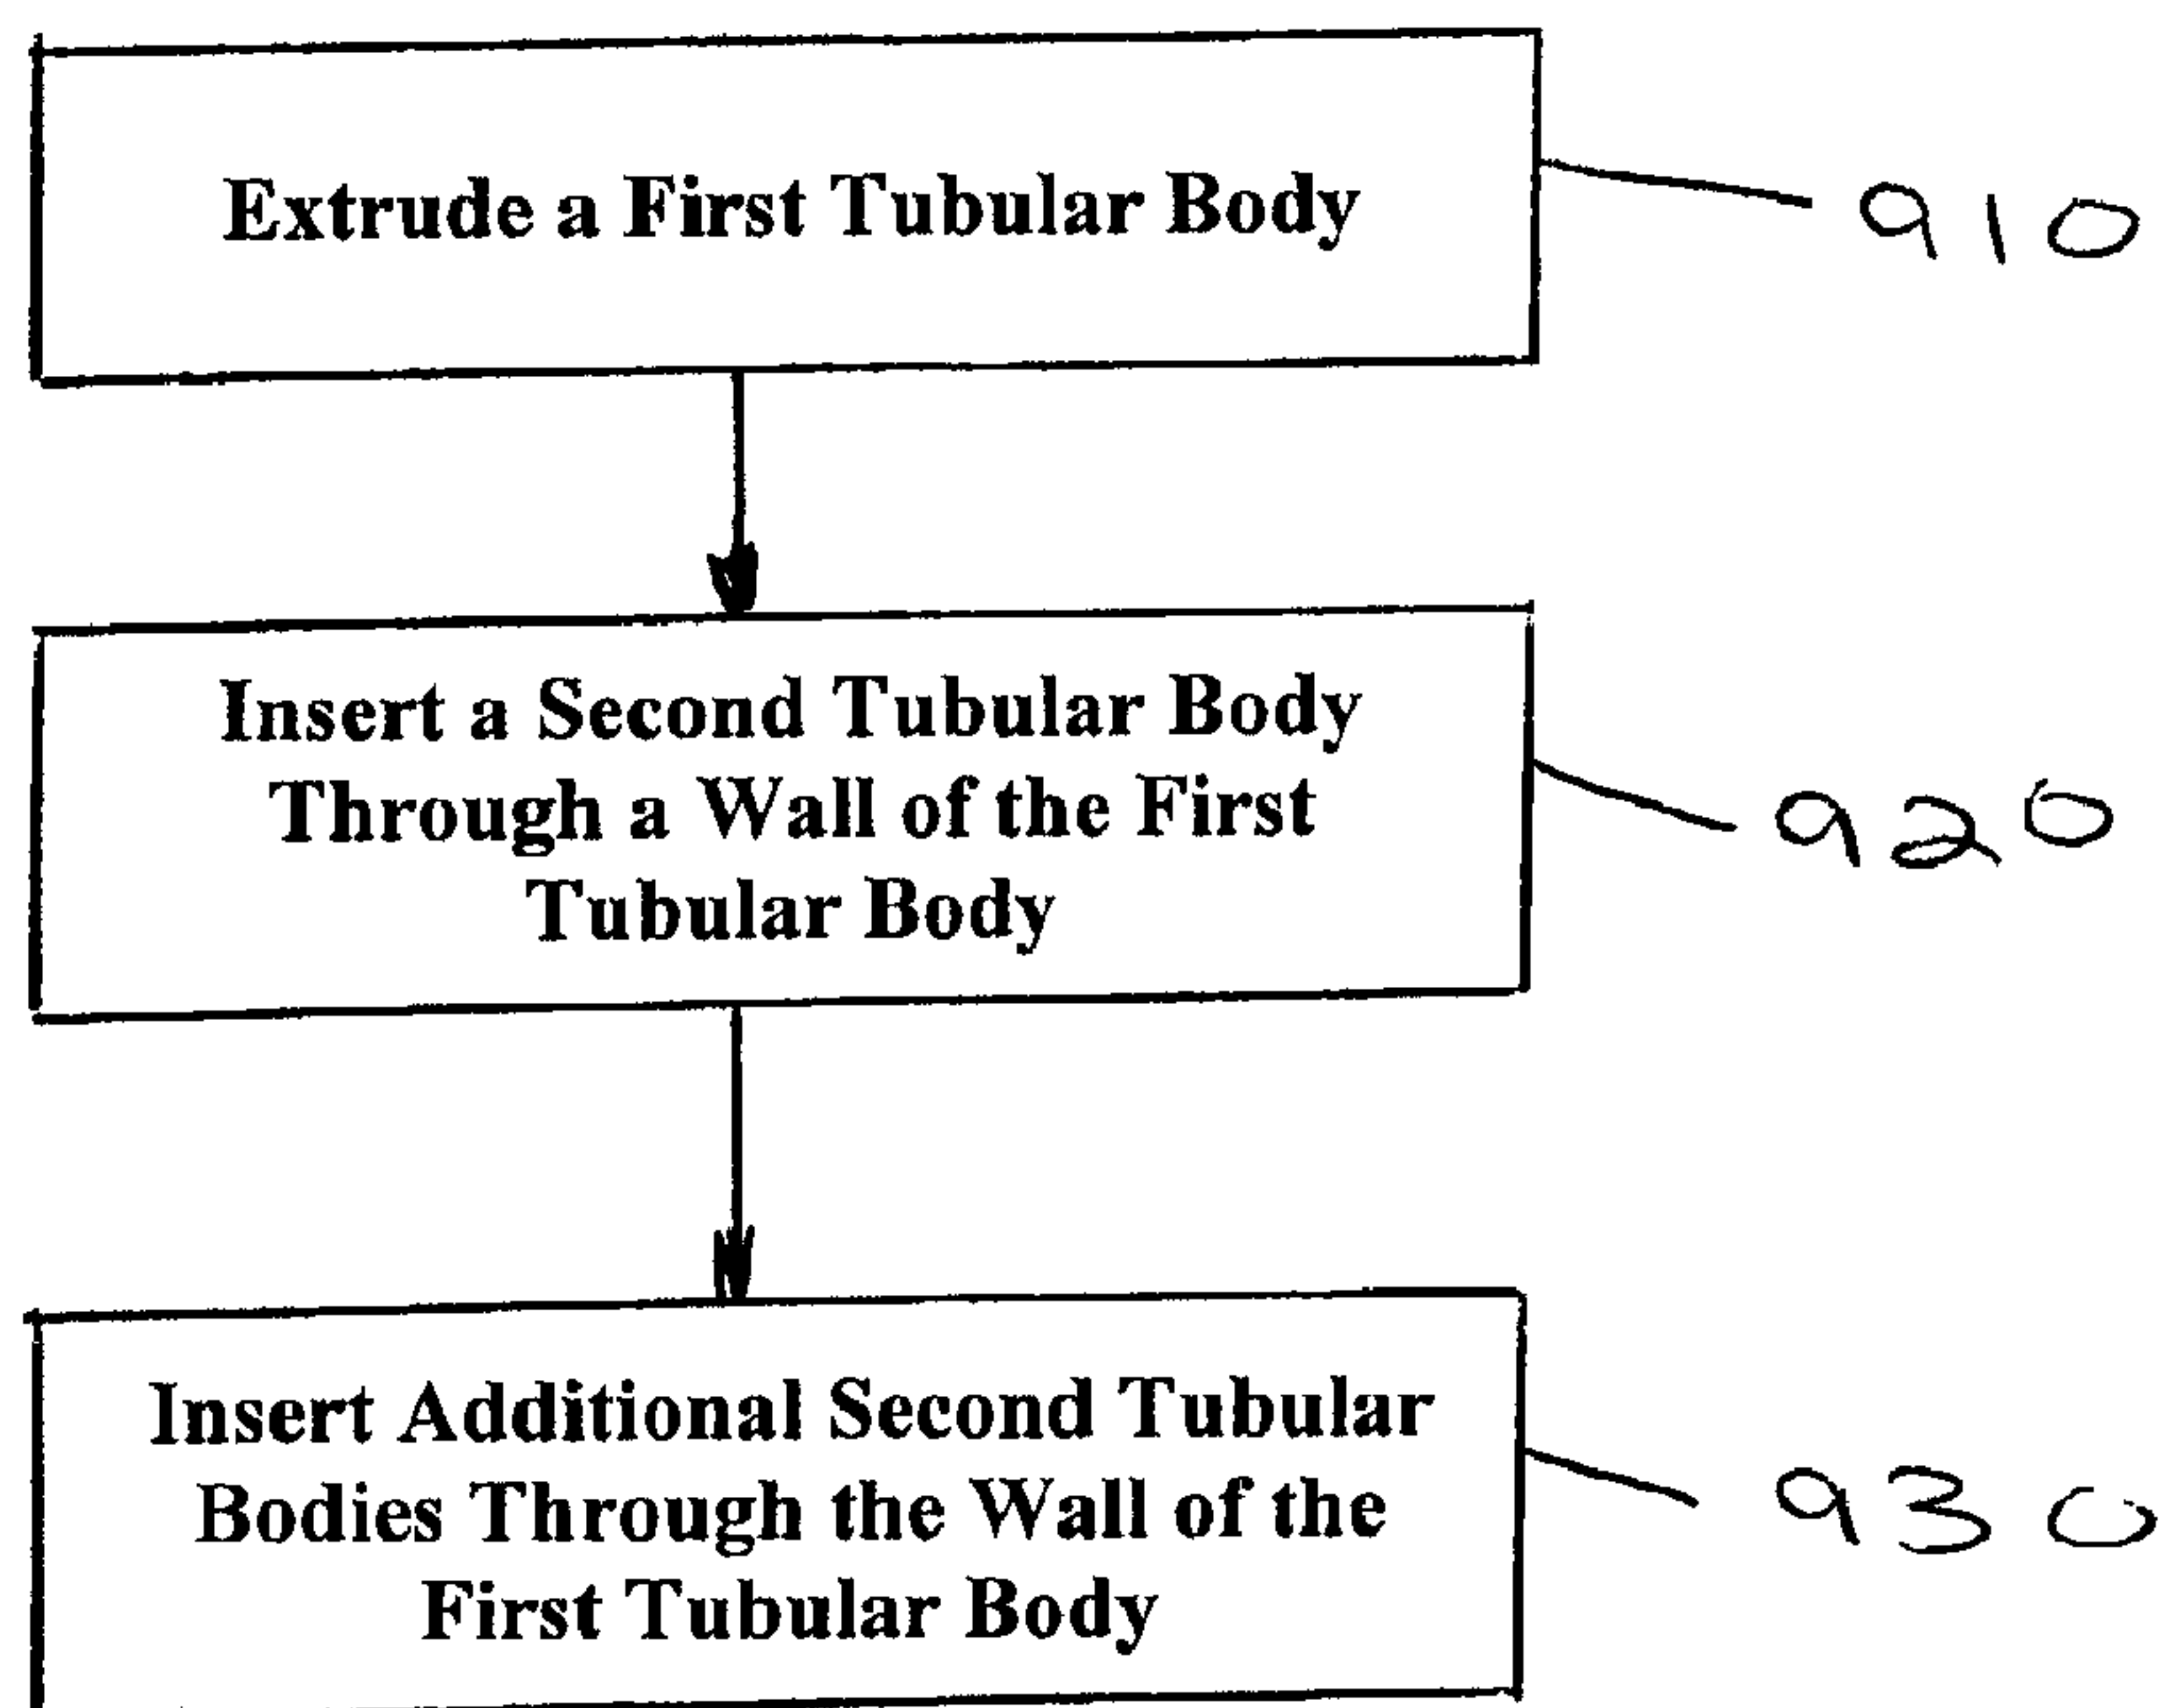 Extrude a First Tubular Body
910
Insert a Second Tubular Body
Through a Wall of the First
Tubular Body
920
Insert Additional Second Tubular
Bodies Through the Wall of the
First Tubular Body
930